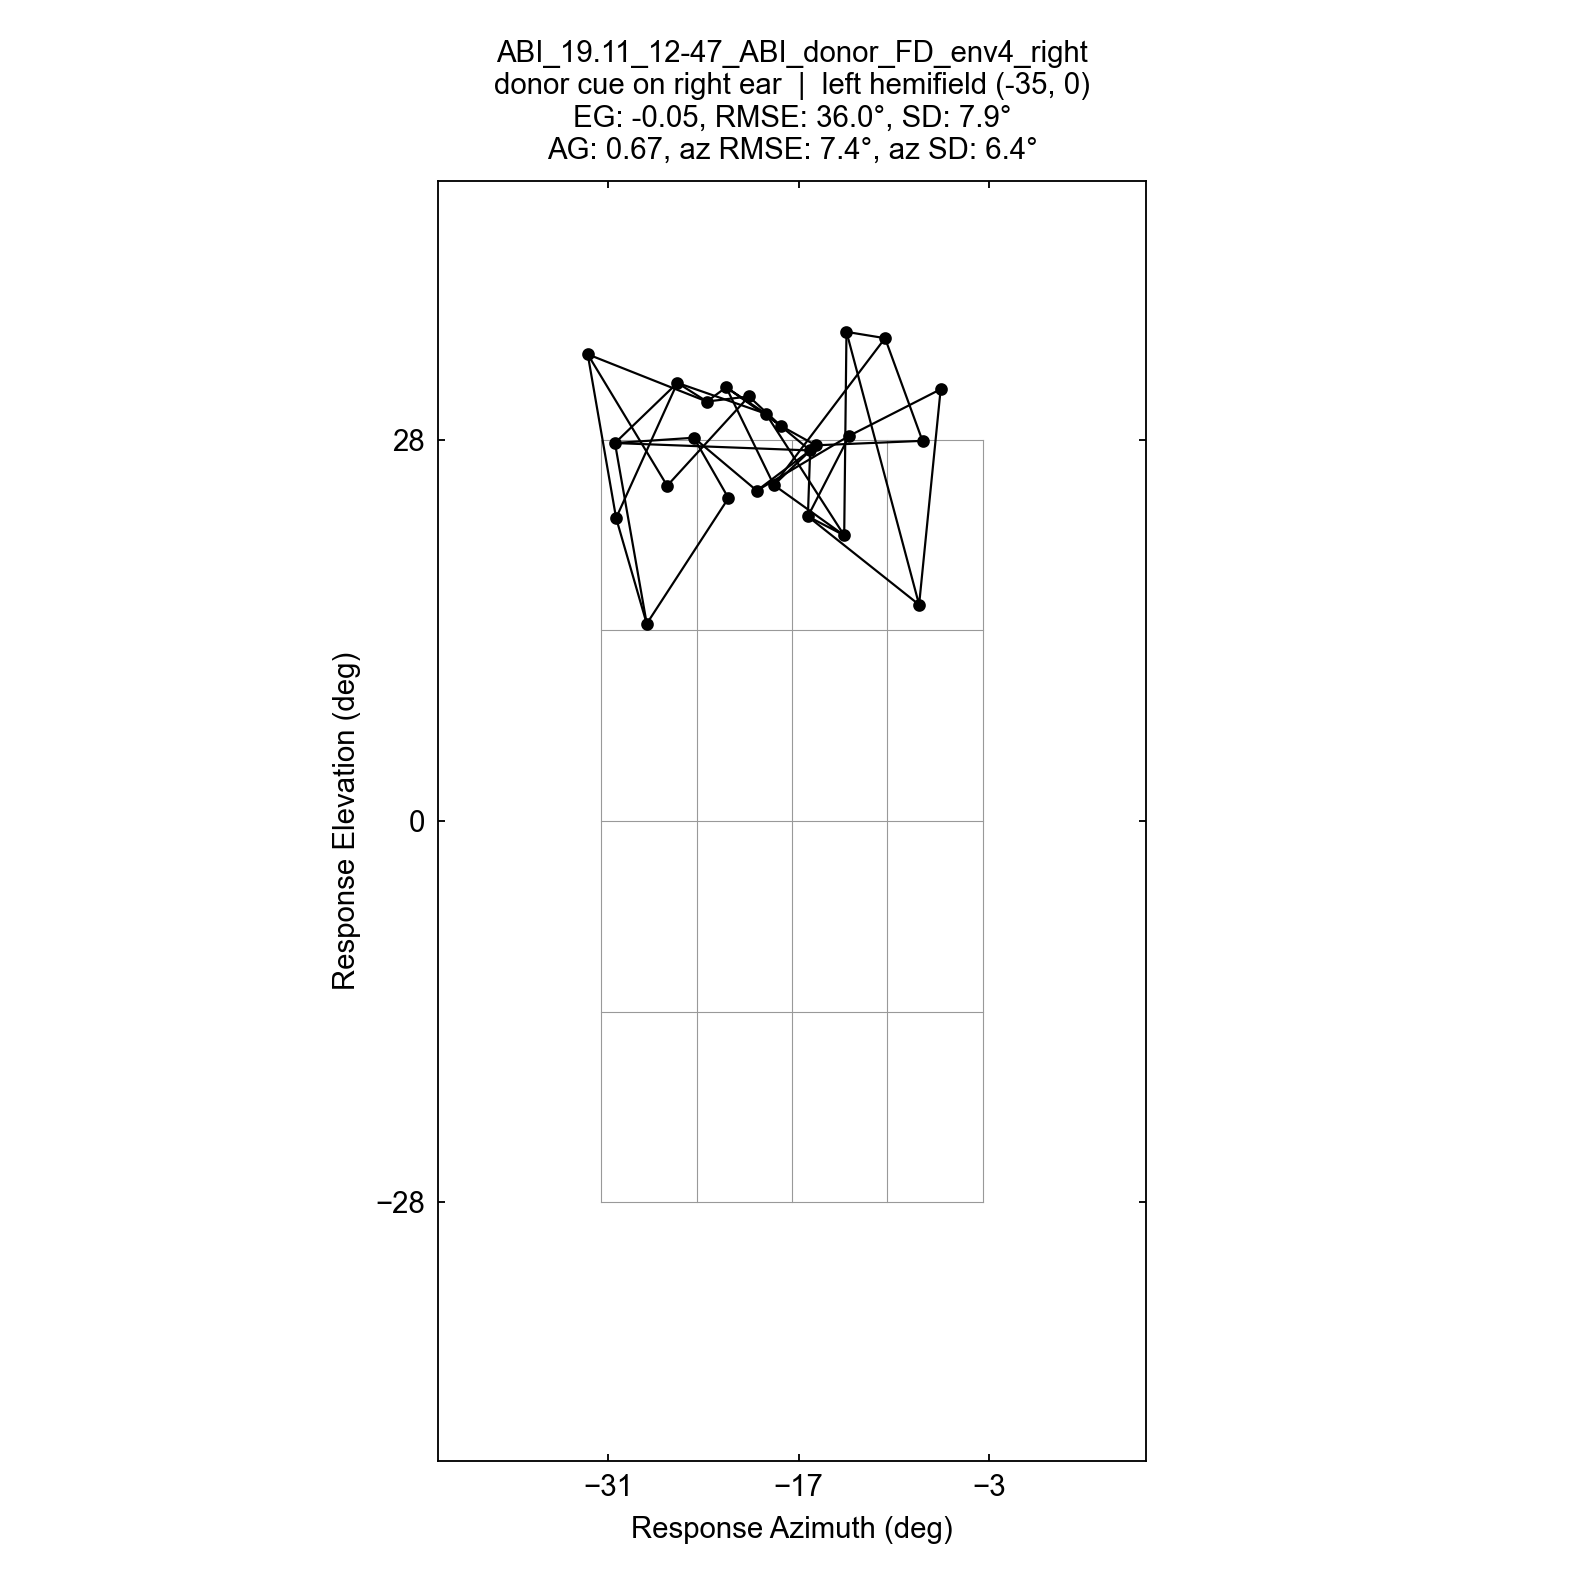 ABI_19.11_12-47_ABI_donor_FD_env4_right
donor cue on right ear | left hemifield (-35, 0)
EG: -0.05, RMSE: 36.0°, SD: 7.9°
AG: 0.67, az RMSE: 7.4°, az SD: 6.4°
28
0
−28
Response Elevation (deg)
−31
−17
−3
Response Azimuth (deg)